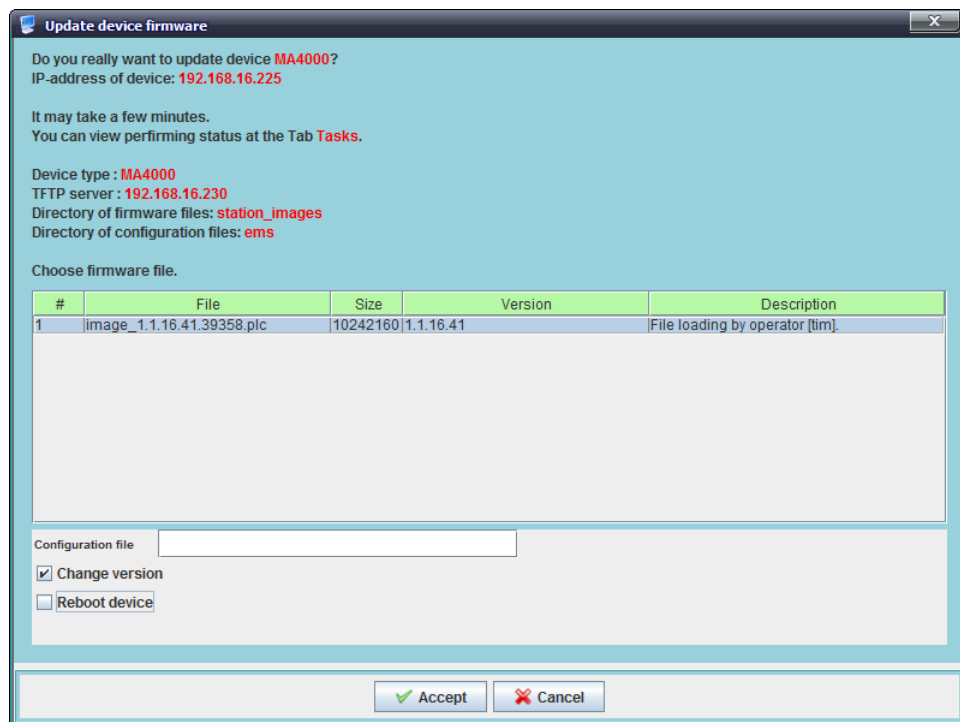 Update device firmware
x
Do you really want to update device MA4000?
IP-address of device: 192.168.16.225
It may take a few minutes.
You can view perfirming status at the Tab Tasks.
Device type : MA4000
TFTP server : 192.168.16.230
Directory of firmware files: station_images
Directory of configuration files: ems
Choose firmware file.
# File Size Version Description
1 image_1.1.16.41.39358.plc 10242160 1.1.16.41 File loading by operator [tim].
Configuration file
Change version
Reboot device
Accept Cancel